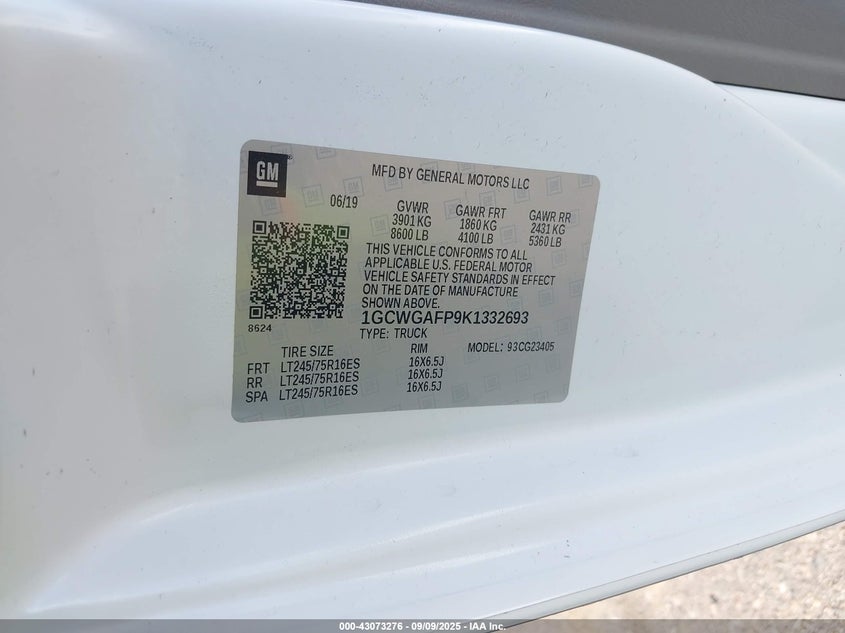 GM
MFD BY GENERAL MOTORS LLC
06/19
GVWR GAWR FRT GAWR RR
3901 KG 1860 KG 2431 KG
8600 LB 4100 LB 5360 LB
THIS VEHICLE CONFORMS TO ALL
APPLICABLE U.S. FEDERAL MOTOR
VEHICLE SAFETY STANDARDS IN EFFECT
ON THE DATE OF MANUFACTURE
SHOWN ABOVE.
8624
1GCWGAFP9K1332693
TYPE: TRUCK
TIRE SIZE RIM MODEL: 93CG23405
FRT LT245/75R16ES 16X6.5J
RR LT245/75R16ES 16X6.5J
SPA LT245/75R16ES 16X6.5J
000-43073276 - 09/09/2025 - IAA Inc.